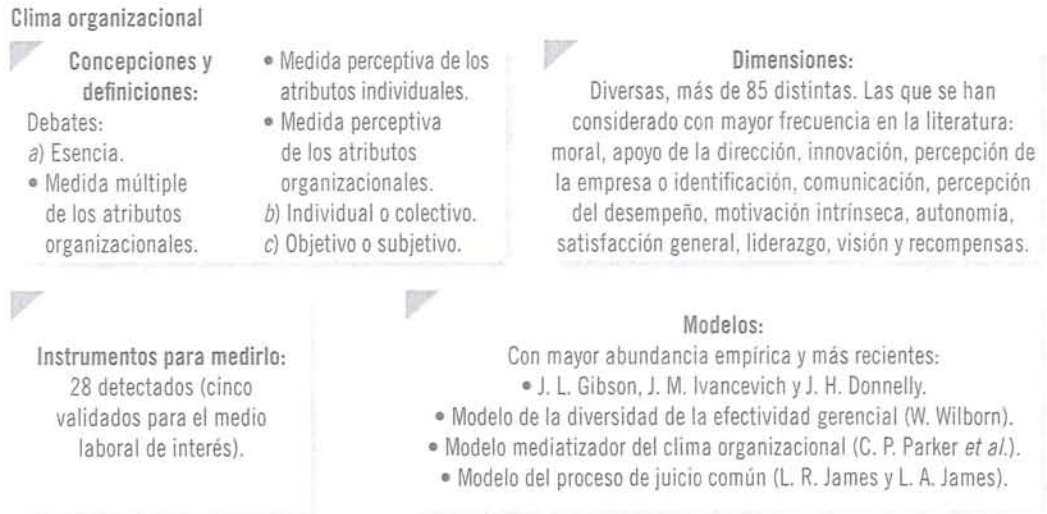 Clima organizacional
Concepciones y
definiciones:
Debates:
a) Esencia.
• Medida múltiple
de los atributos
organizacionales.
• Medida perceptiva de los
atributos individuales.
• Medida perceptiva
de los atributos
organizacionales.
b) Individual o colectivo.
c) Objetivo o subjetivo.
Dimensiones:
Diversas, más de 85 distintas. Las que se han
considerado con mayor frecuencia en la literatura:
moral, apoyo de la dirección, innovación, percepción de
la empresa o identificación, comunicación, percepción
del desempeño, motivación intrínseca, autonomía,
satisfacción general, liderazgo, visión y recompensas.
Instrumentos para medirlo:
28 detectados (cinco
validados para el medio
laboral de interés).
Modelos:
Con mayor abundancia empírica y más recientes:
• J. L. Gibson, J. M. Ivancevich y J. H. Donnelly.
• Modelo de la diversidad de la efectividad gerencial (W. Wilborn).
• Modelo mediatizador del clima organizacional (C. P. Parker et al.).
• Modelo del proceso de juicio común (L. R. James y L. A. James).